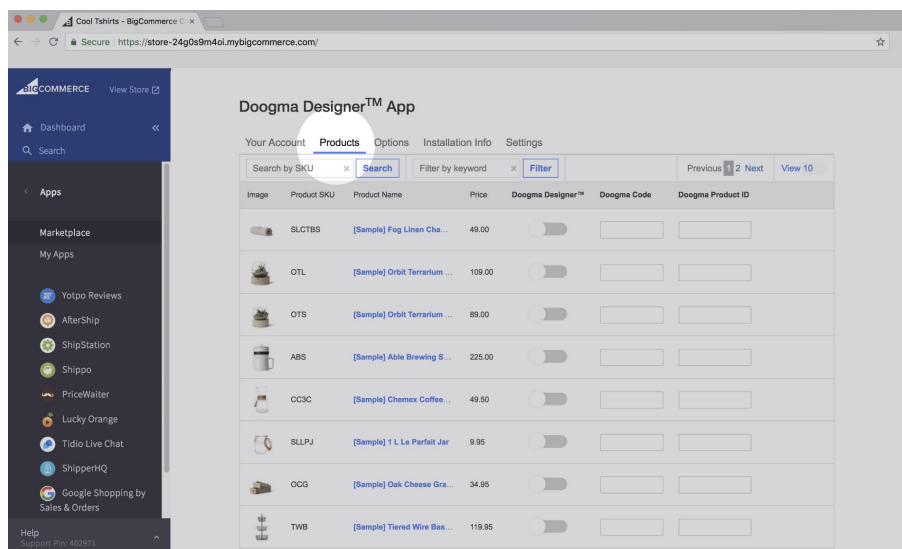 Cool Tshirts - BigCommerce C
Secure https://store-24g0s9m4oi.mybigcommerce.com/
BIGCOMMERCE View Store
Dashboard
Search
Apps
Marketplace
My Apps
Yotpo Reviews
AfterShip
ShipStation
Shippo
PriceWaiter
Lucky Orange
Tidio Live Chat
ShipperHQ
Google Shopping by
Sales & Orders
Help
Support Pin: 402971
Doogma Designer™ App
Your Account Products Options Installation Info Settings
Search by SKU × Search Filter by keyword × Filter Previous 1 2 Next View 10
Image Product SKU Product Name Price Doogma Designer™ Doogma Code Doogma Product ID
SLCTBS [Sample] Fog Linen Cha... 49.00
OTL [Sample] Orbit Terrarium ... 109.00
OTS [Sample] Orbit Terrarium ... 89.00
ABS [Sample] Able Brewing S... 225.00
CC3C [Sample] Chemex Coffee... 49.50
SLLPJ [Sample] 1 L Le Parfait Jar 9.95
OCG [Sample] Oak Cheese Gra... 34.95
TWB [Sample] Tiered Wire Bas... 119.95